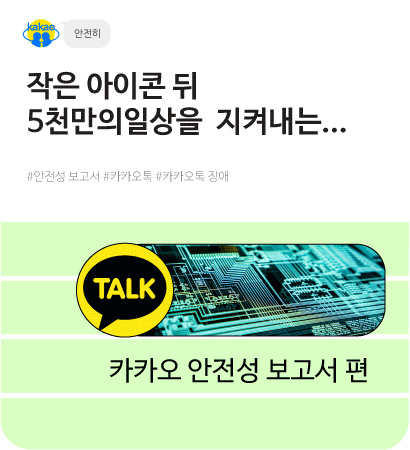 kakao
안전히
작은 아이콘 뒤
5천만의일상을 지켜내는...
#안전성 보고서 #카카오톡 #카카오톡 장애
TALK
카카오 안전성 보고서 편